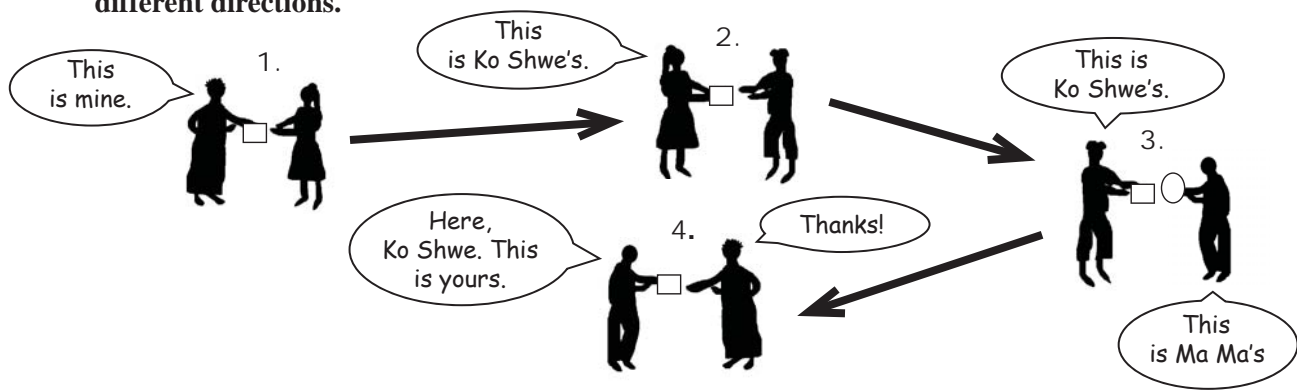 different directions.
This
is mine.
1.
This
is Ko Shwe's.
2.
This is
Ko Shwe's.
3.
This
is Ma Ma's
Here,
Ko Shwe. This
is yours.
4.
Thanks!